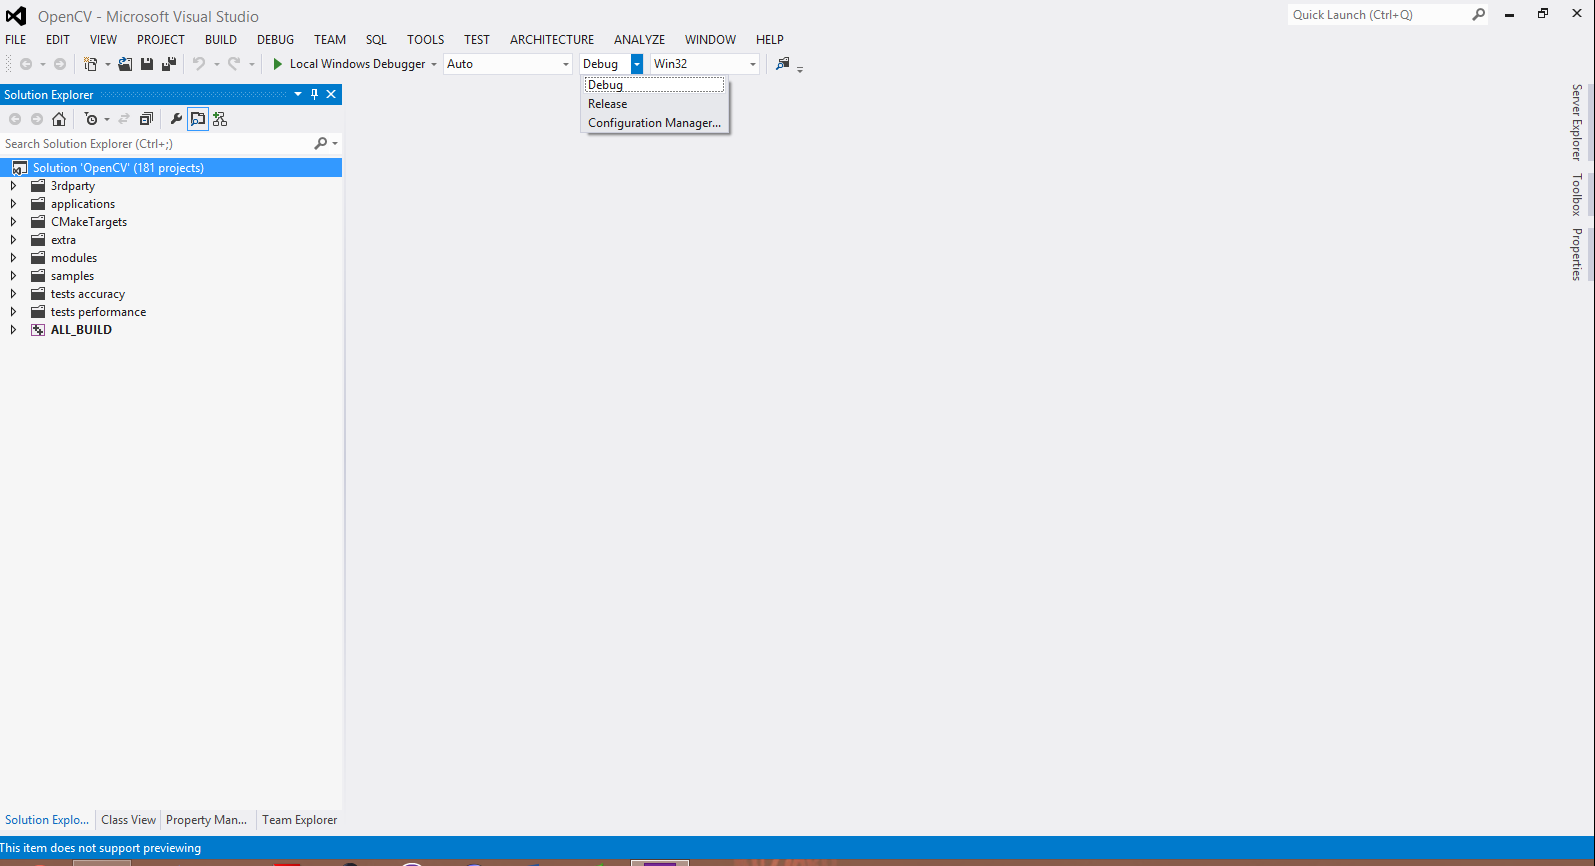 OpenCV - Microsoft Visual Studio
Quick Launch (Ctrl+Q)
FILE EDIT VIEW PROJECT BUILD DEBUG TEAM SQL TOOLS TEST ARCHITECTURE ANALYZE WINDOW HELP
Local Windows Debugger Auto Debug Win32
Debug
Release
Configuration Manager...
Solution Explorer
Search Solution Explorer (Ctrl+;)
Solution 'OpenCV' (181 projects)
3rdparty
applications
CMakeTargets
extra
modules
samples
tests accuracy
tests performance
ALL_BUILD
Server Explorer
Toolbox
Properties
Solution Explo... Class View Property Man... Team Explorer
This item does not support previewing